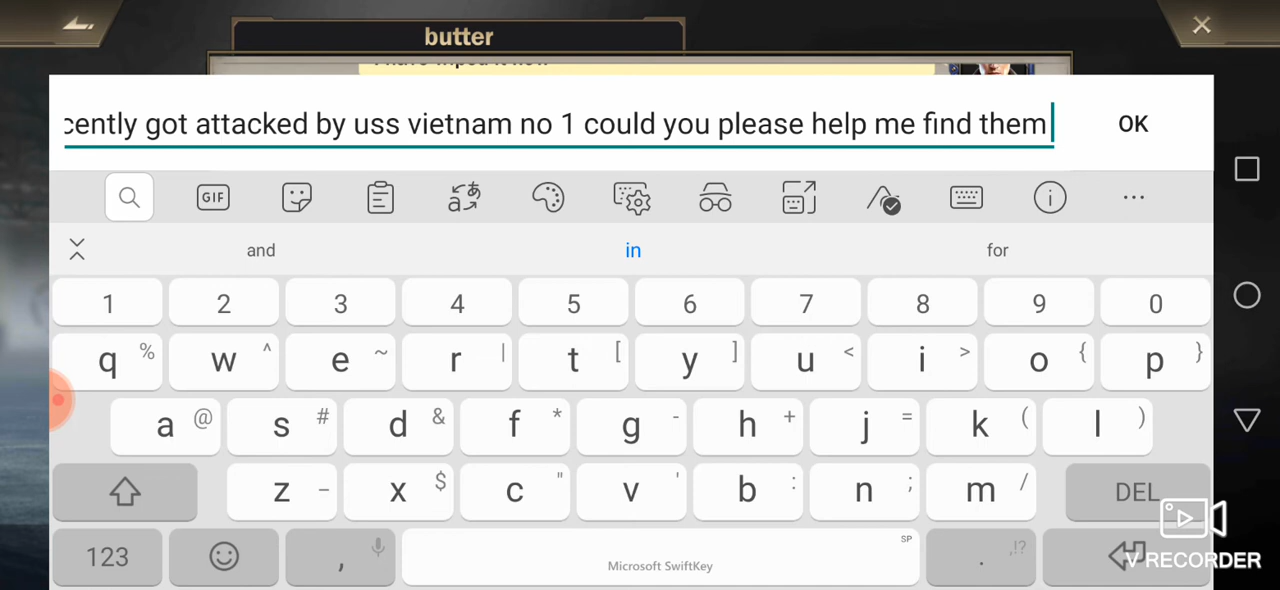 butter
cently got attacked by uss vietnam no 1 could you please help me find them
OK
GIF
and in for
1 2 3 4 5 6 7 8 9 0
q % w ^ e ~ r | t [ y ] u < i > o { p }
a @ s # d & f * g - h + j = k ( l )
z _ x $ c " v ' b : n ; m / DEL
123 , SP Microsoft SwiftKey . ,!?
V RECORDER